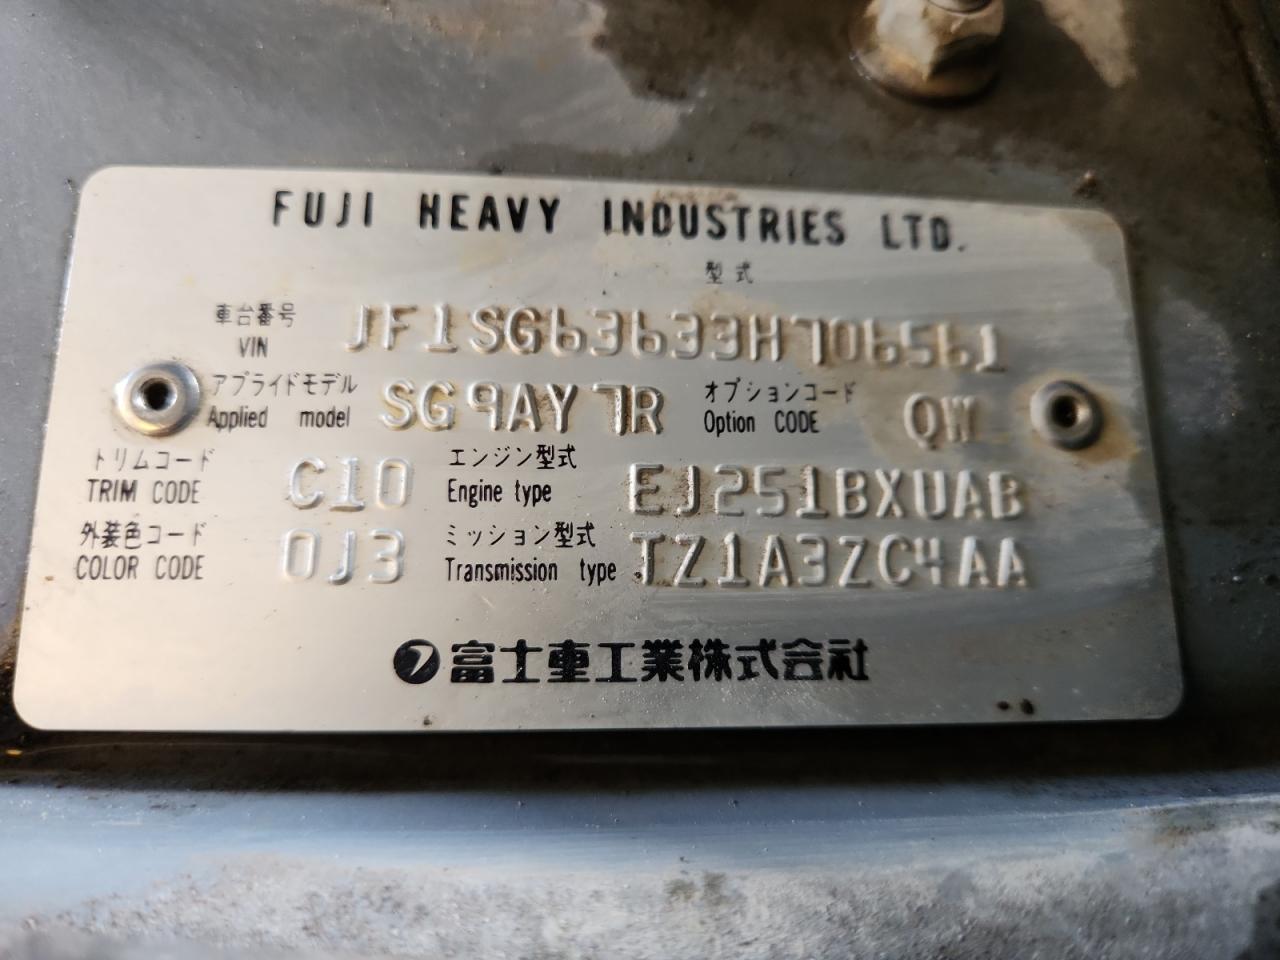 FUJI HEAVY INDUSTRIES LTD.
型式
車台番号
VIN JF1SG63633H706561
アプライドモデル オプションコード
Applied model SG9AY7R Option CODE QW
トリムコード エンジン型式
TRIM CODE C10 Engine type EJ251BXUAB
外装色コード ミッション型式
COLOR CODE 0J3 Transmission type TZ1A3ZC4AA
富士重工業株式会社